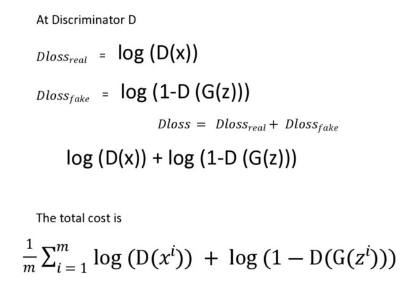 At Discriminator D
Dloss_real = log (D(x))
Dloss_fake = log (1-D (G(z)))
Dloss = Dloss_real + Dloss_fake
log (D(x)) + log (1-D (G(z)))
The total cost is
1/m ∑_{i=1}^{m} log (D(x^i)) + log (1 − D(G(z^i)))